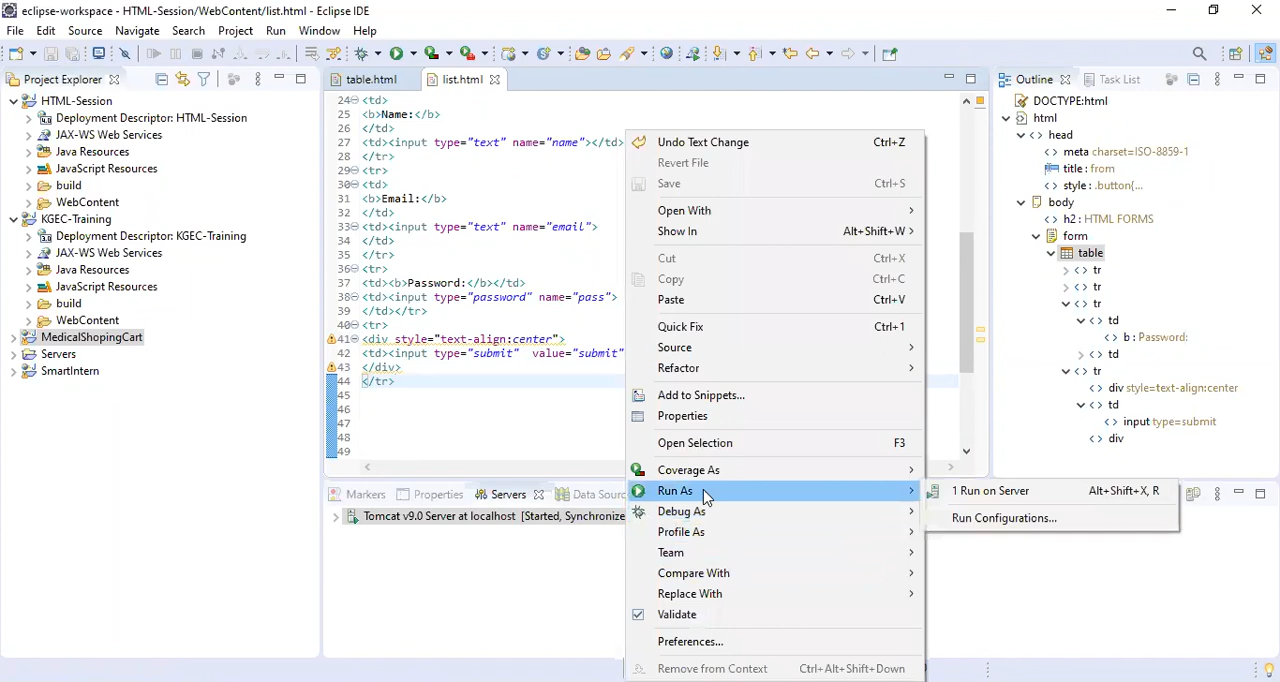 eclipse-workspace - HTML-Session/WebContent/list.html - Eclipse IDE
File Edit Source Navigate Search Project Run Window Help
Project Explorer
HTML-Session
Deployment Descriptor: HTML-Session
JAX-WS Web Services
Java Resources
JavaScript Resources
build
WebContent
KGEC-Training
Deployment Descriptor: KGEC-Training
JAX-WS Web Services
Java Resources
JavaScript Resources
build
WebContent
MedicalShopingCart
Servers
SmartIntern
table.html list.html
24 <td>
25 <b>Name:</b>
26 </td>
27 <td><input type="text" name="name"></td>
28 </tr>
29 <tr>
30 <td>
31 <b>Email:</b>
32 </td>
33 <td><input type="text" name="email">
34 </td>
35 </tr>
36 <tr>
37 <td><b>Password:</b></td>
38 <td><input type="password" name="pass">
39 </td></tr>
40 <tr>
41 <div style="text-align:center">
42 <td><input type="submit" value="submit"
43 </div>
44 </tr>
45
46
47
48
49
Markers Properties Servers Data Sourc
Tomcat v9.0 Server at localhost [Started, Synchronize
Undo Text Change Ctrl+Z
Revert File
Save Ctrl+S
Open With
Show In Alt+Shift+W
Cut Ctrl+X
Copy Ctrl+C
Paste Ctrl+V
Quick Fix Ctrl+1
Source
Refactor
Add to Snippets...
Properties
Open Selection F3
Coverage As
Run As
Debug As
Profile As
Team
Compare With
Replace With
Validate
Preferences...
Remove from Context Ctrl+Alt+Shift+Down
1 Run on Server Alt+Shift+X, R
Run Configurations...
Outline Task List
DOCTYPE:html
html
head
meta charset=ISO-8859-1
title : from
style : .button{...
body
h2 : HTML FORMS
form
table
tr
tr
tr
td
b : Password:
td
tr
div style=text-align:center
td
input type=submit
div